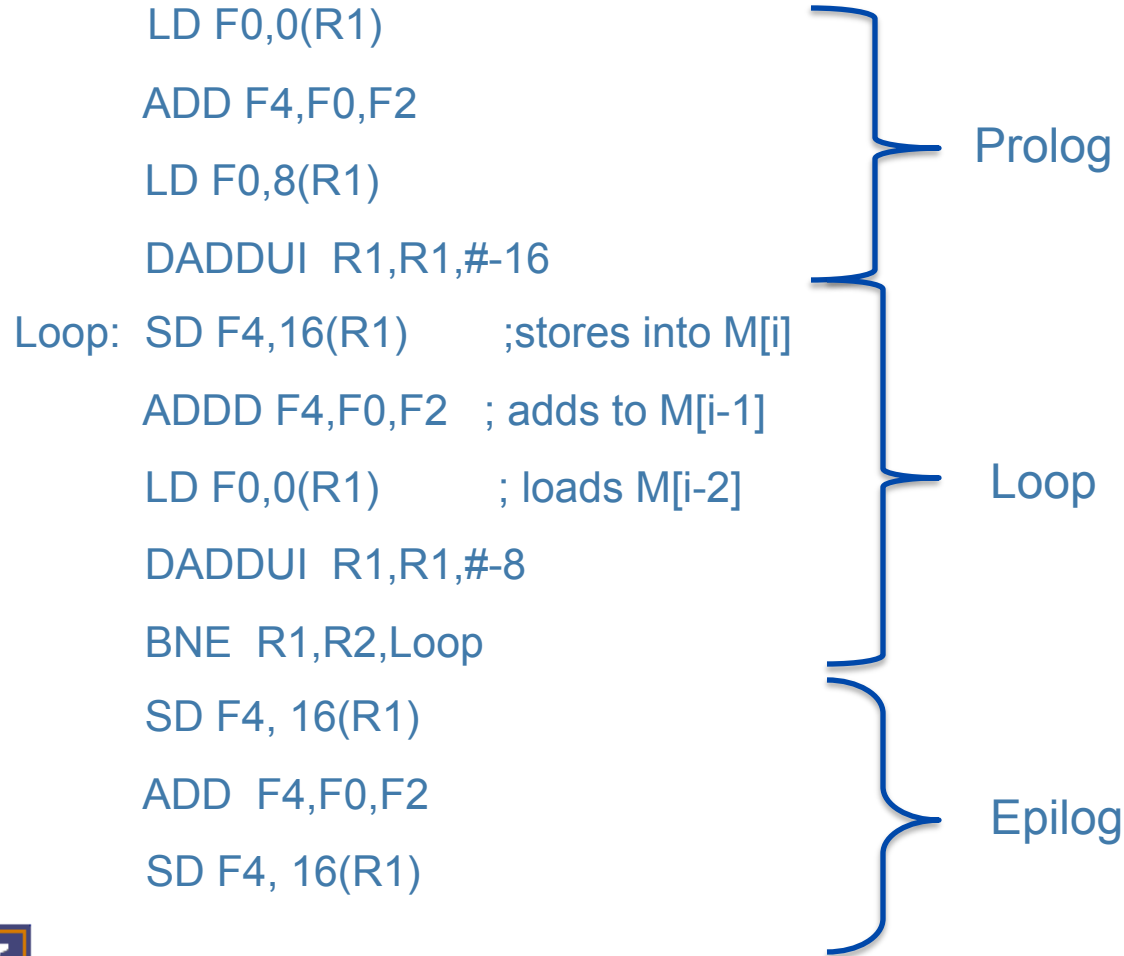 LD F0,0(R1)
ADD F4,F0,F2
Prolog
LD F0,8(R1)
DADDUI R1,R1,#-16
Loop: SD F4,16(R1) ;stores into M[i]
ADDD F4,F0,F2 ; adds to M[i-1]
LD F0,0(R1) ; loads M[i-2]
Loop
DADDUI R1,R1,#-8
BNE R1,R2,Loop
SD F4, 16(R1)
ADD F4,F0,F2
Epilog
SD F4, 16(R1)